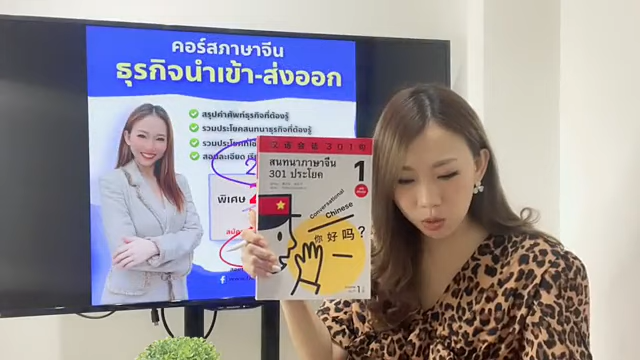 คอร์สภาษาจีน
ธุรกิจนำเข้า-ส่งออก
สรุปคำศัพท์ธุรกิจที่ต้องรู้
รวมประโยคสนทนาธุรกิจที่ต้องรู้
พิเศษ
汉语会话301句
สนทนาภาษาจีน
301 ประโยค
1
Conversational
Chinese
你好吗?